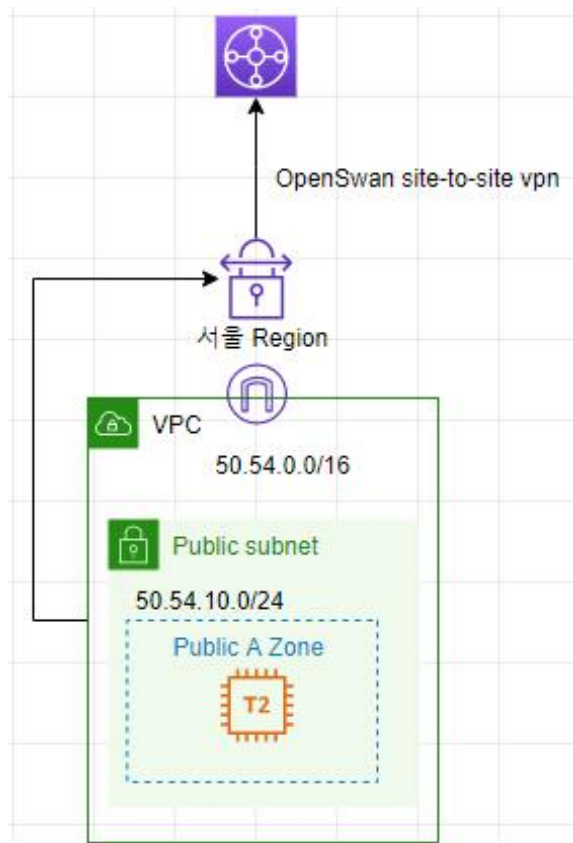 OpenSwan site-to-site vpn
서울 Region
VPC
50.54.0.0/16
Public subnet
50.54.10.0/24
Public A Zone
T2